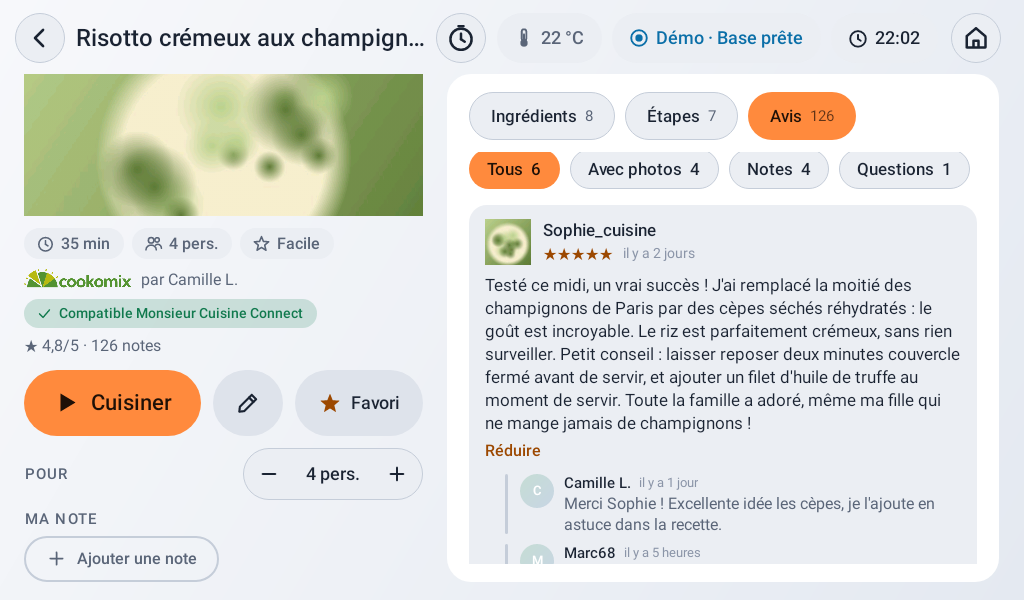 Risotto crémeux aux champign…
22 °C
Démo · Base prête
22:02
35 min
4 pers.
Facile
cookomix
par Camille L.
Compatible Monsieur Cuisine Connect
★ 4,8/5 · 126 notes
Cuisiner
Favori
POUR
4 pers.
MA NOTE
Ajouter une note
Ingrédients 8
Étapes 7
Avis 126
Tous 6
Avec photos 4
Notes 4
Questions 1
Sophie_cuisine
★★★★★ il y a 2 jours
Testé ce midi, un vrai succès ! J'ai remplacé la moitié des
champignons de Paris par des cèpes séchés réhydratés : le
goût est incroyable. Le riz est parfaitement crémeux, sans rien
surveiller. Petit conseil : laisser reposer deux minutes couvercle
fermé avant de servir, et ajouter un filet d'huile de truffe au
moment de servir. Toute la famille a adoré, même ma fille qui
ne mange jamais de champignons !
Réduire
C
Camille L. il y a 1 jour
Merci Sophie ! Excellente idée les cèpes, je l'ajoute en
astuce dans la recette.
M
Marc68 il y a 5 heures